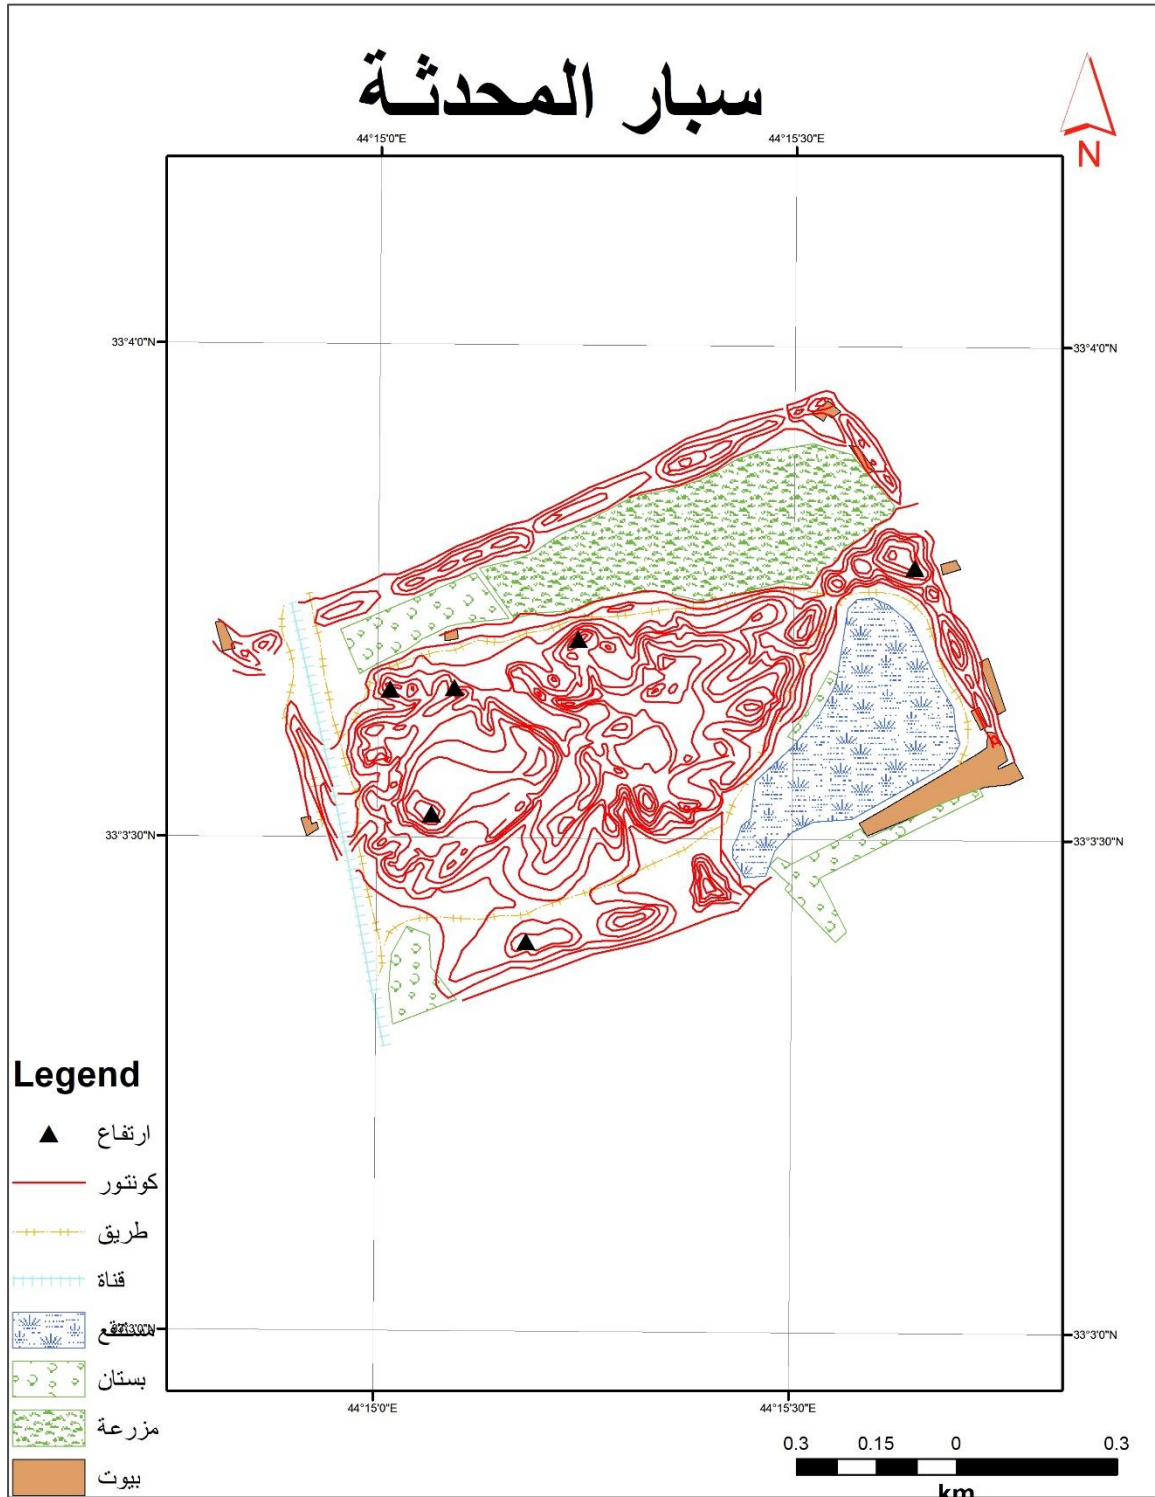 سبار المحدثة
N
44°15'0"E 44°15'30"E
33°4'0"N 33°4'0"N
33°3'30"N 33°3'30"N
33°3'0"N
44°15'0"E 44°15'30"E
Legend
ارتفاع
كونتور
طريق
قناة
مستنقع
بستان
مزرعة
بيوت
0.3 0.15 0 0.3
km